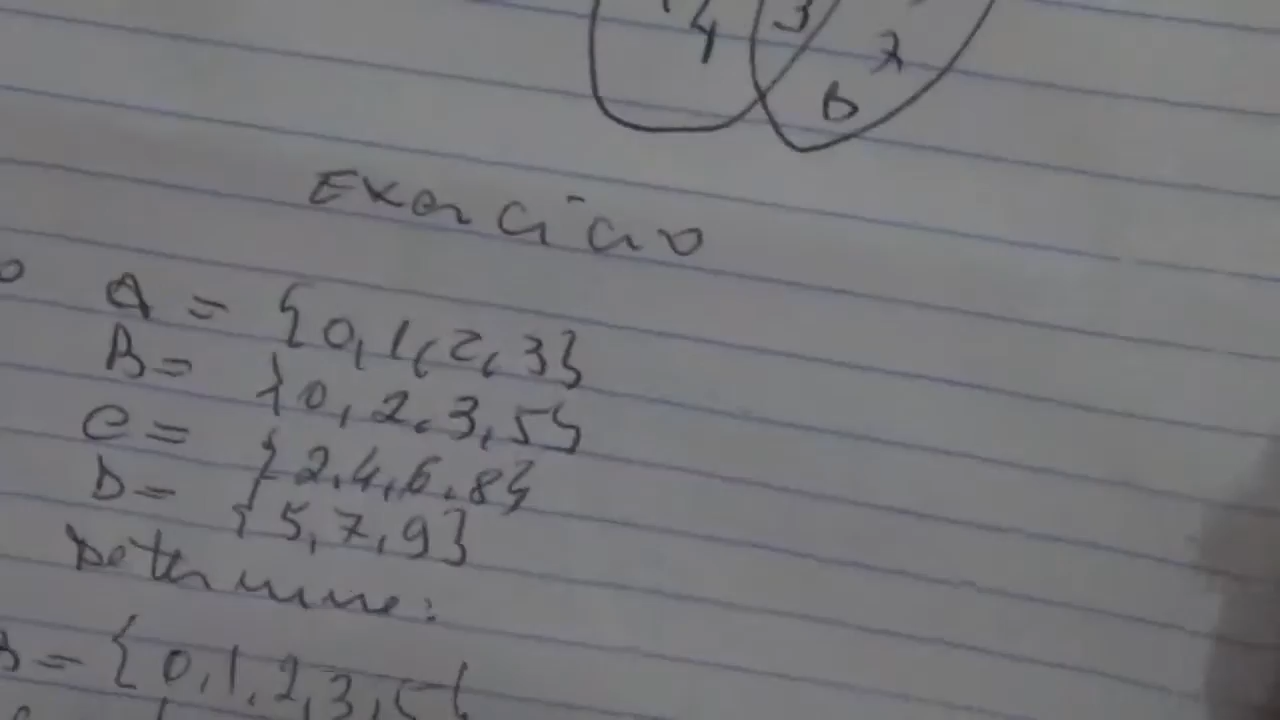 4 3 7
6
Exercício
A = {0, 1, 2, 3}
B = {0, 2, 3, 5}
C = {2, 4, 6, 8}
D = {5, 7, 9}
Determine:
B = {0, 1, 2, 3, 5}